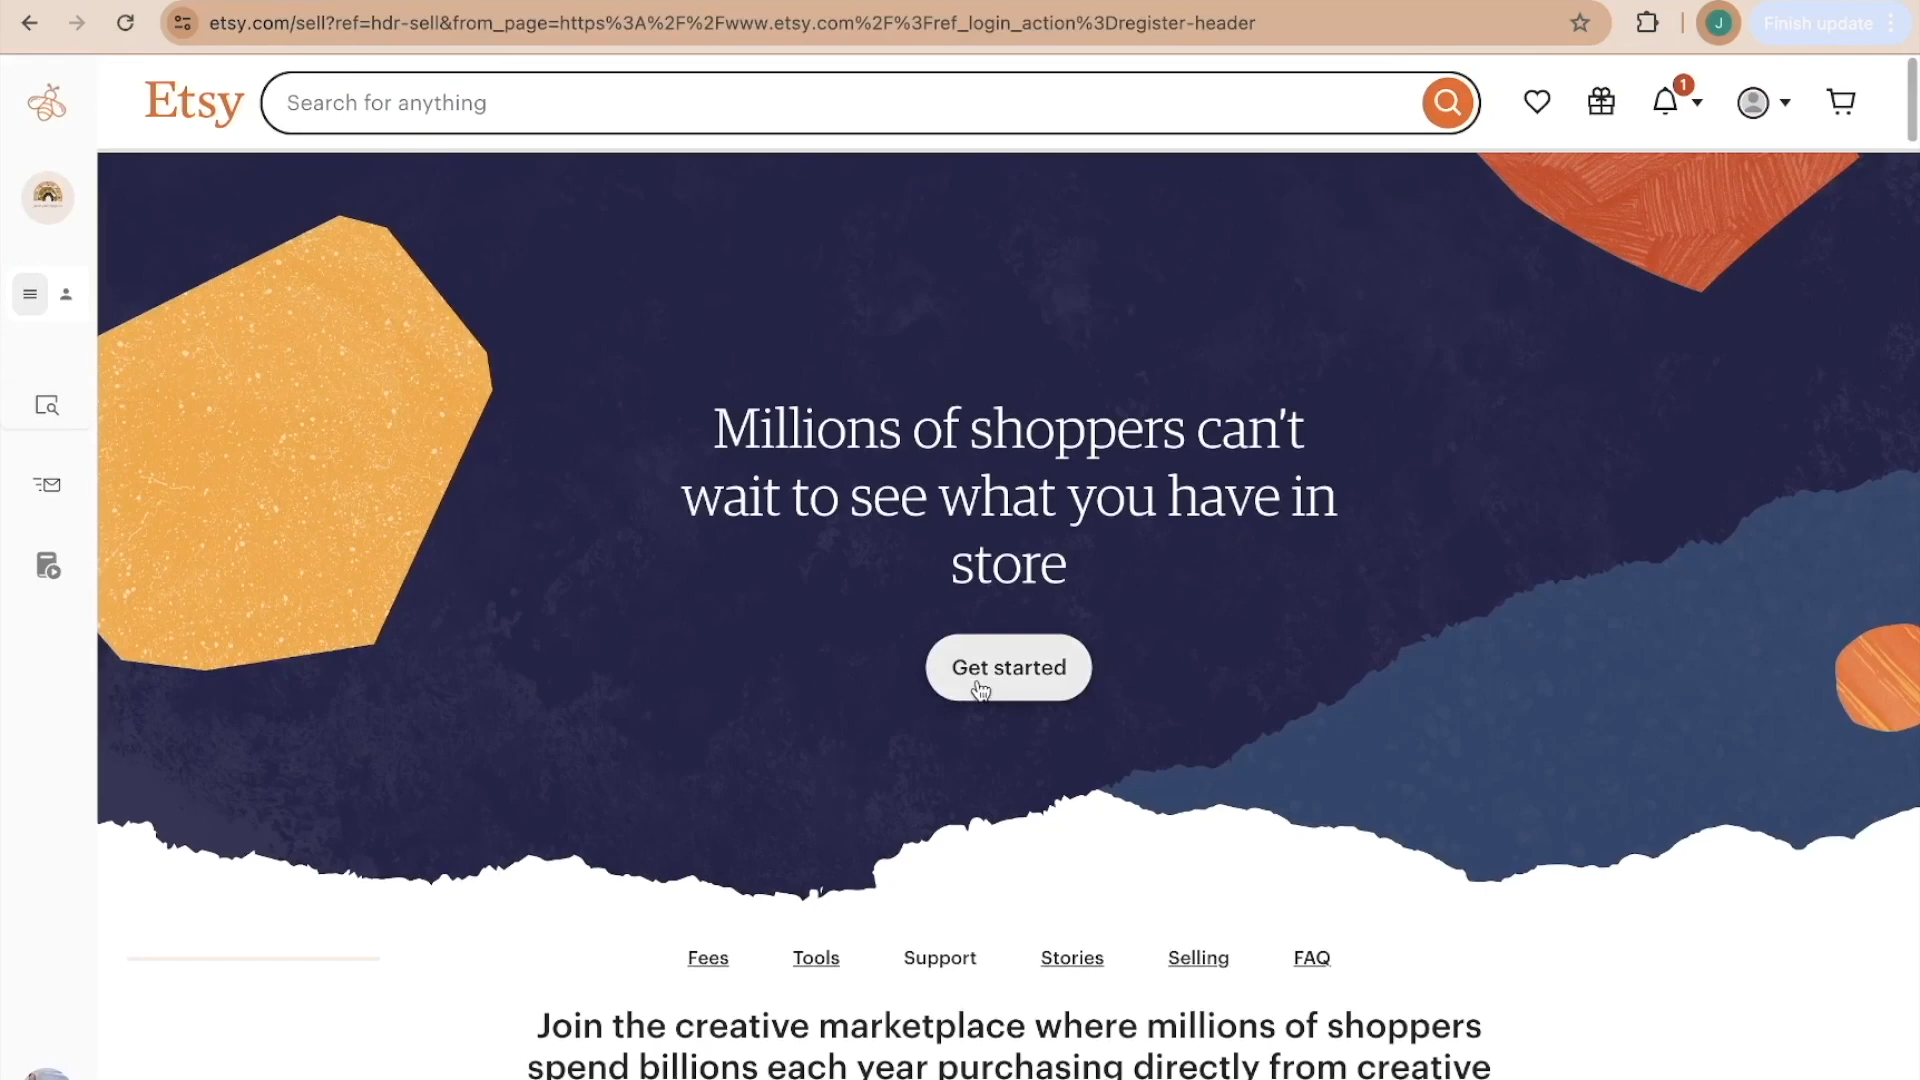 etsy.com/sell?ref=hdr-sell&from_page=https%3A%2F%2Fwww.etsy.com%2F%3Fref_login_action%3Dregister-header
J
Finish update
Etsy
Search for anything
1
Millions of shoppers can't
wait to see what you have in
store
Get started
Fees Tools Support Stories Selling FAQ
Join the creative marketplace where millions of shoppers
spend billions each year purchasing directly from creative